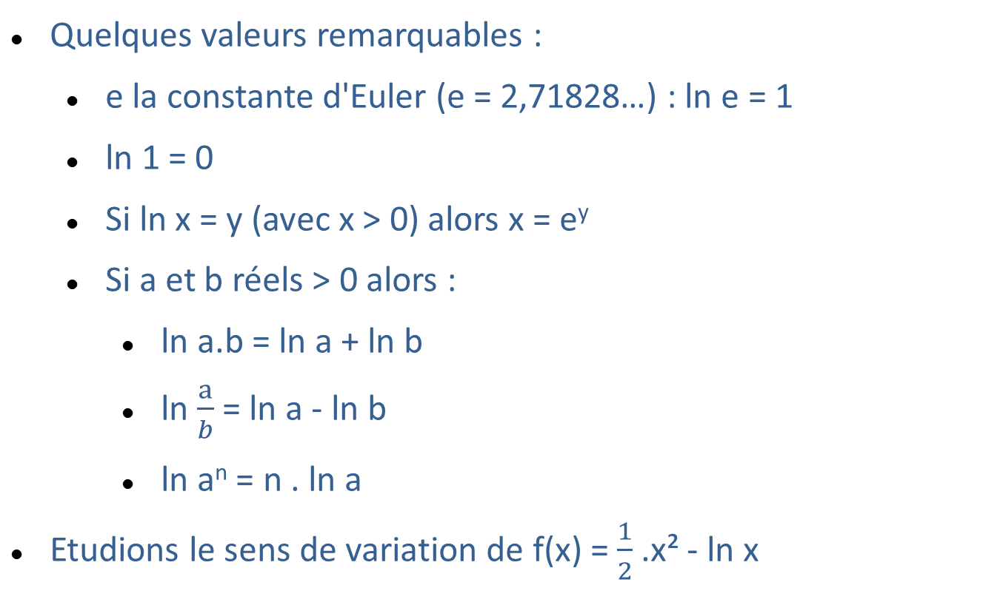 • Quelques valeurs remarquables :
• e la constante d'Euler (e = 2,71828...) : ln e = 1
• ln 1 = 0
• Si ln x = y (avec x > 0) alors x = eʸ
• Si a et b réels > 0 alors :
• ln a.b = ln a + ln b
• ln a/b = ln a - ln b
• ln aⁿ = n . ln a
• Etudions le sens de variation de f(x) = 1/2 .x² - ln x